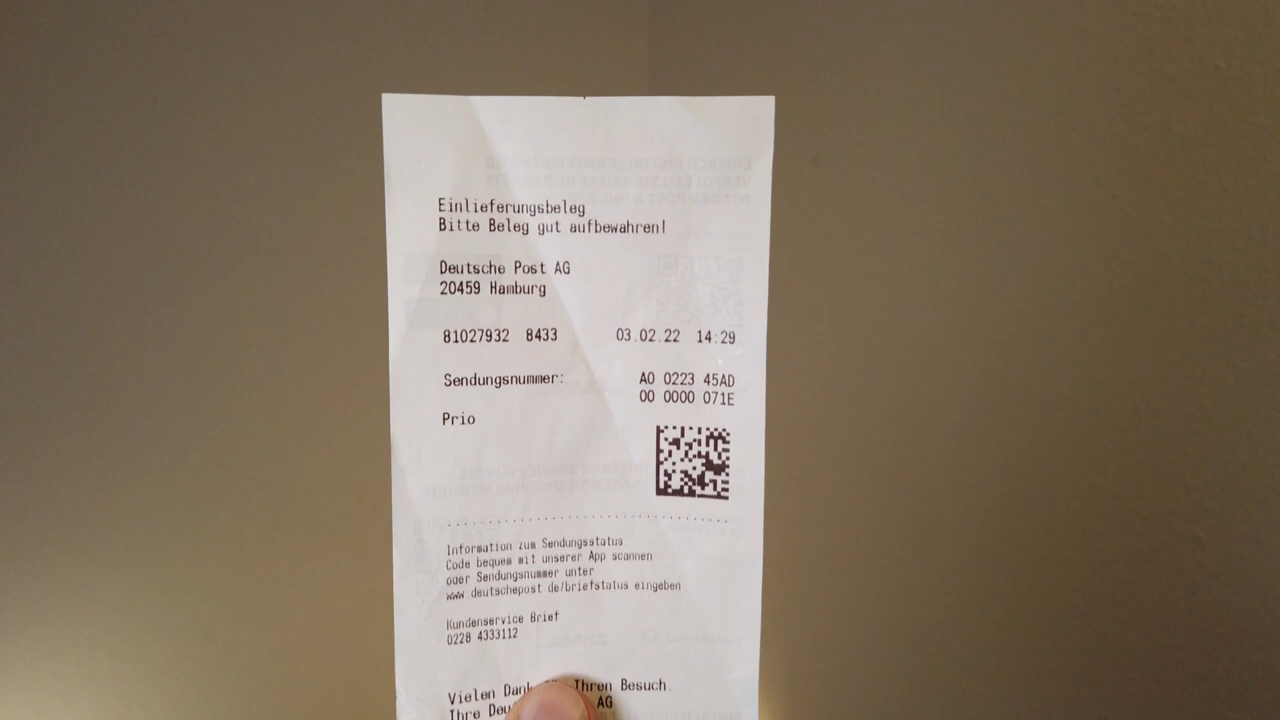 Einlieferungsbeleg
Bitte Beleg gut aufbewahren!
Deutsche Post AG
20459 Hamburg
81027932 8433 03.02.22 14:29
Sendungsnummer: A0 0223 45AD
00 0000 071E
Prio
Information zum Sendungsstatus
Code bequem mit unserer App scannen
oder Sendungsnummer unter
www.deutschepost.de/briefstatus eingeben
Kundenservice Brief
0228 4333112
Vielen Dank Ihren Besuch.
Ihre AG